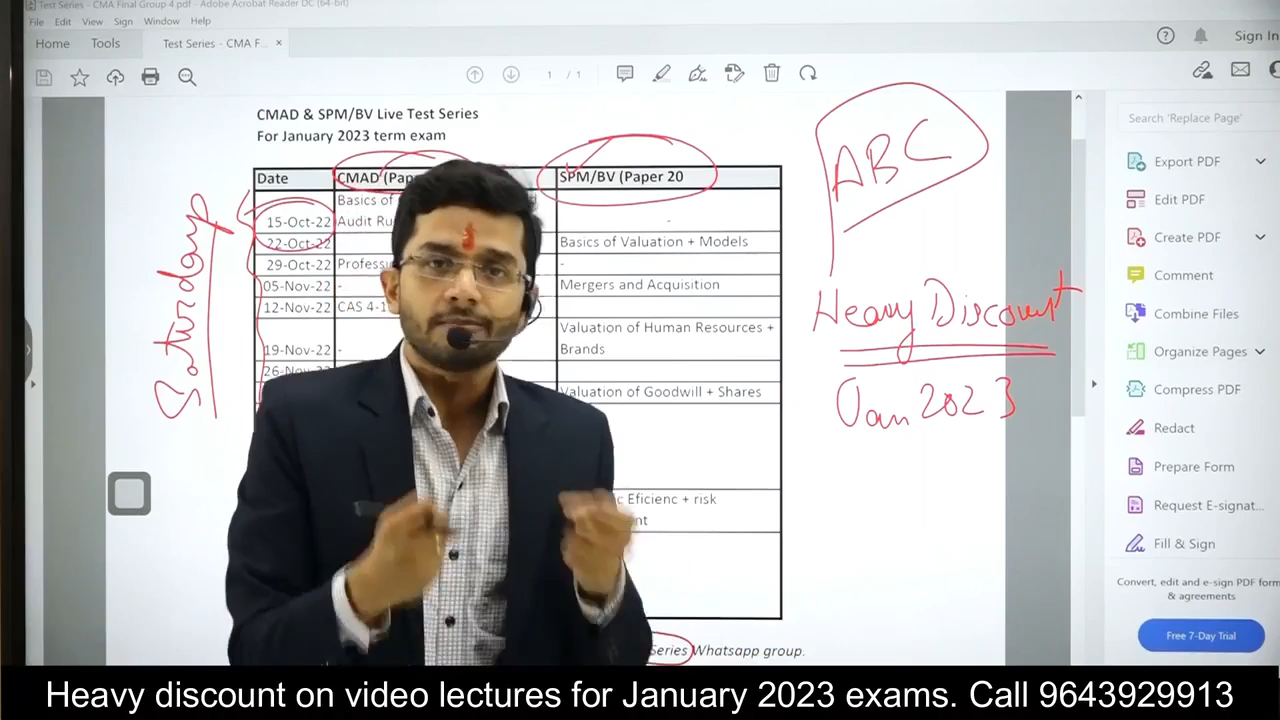 Test Series - CMA Final Group 4.pdf - Adobe Acrobat Reader DC (64-bit)
File Edit View Sign Window Help
Home Tools Test Series - CMA F... × Sign In
1 / 1
CMAD & SPM/BV Live Test Series
For January 2023 term exam
Search 'Replace Page'
Date CMAD (Pap SPM/BV (Paper 20
Basics of
15-Oct-22 Audit Ru -
22-Oct-22 Basics of Valuation + Models
29-Oct-22 Professi -
05-Nov-22 - Mergers and Acquisition
12-Nov-22 CAS 4-1
Valuation of Human Resources +
19-Nov-22 - Brands
26-Nov-22
Valuation of Goodwill + Shares
c Eficienc + risk
nt
Series Whatsapp group.
Saturdays
ABC
Heavy Discount
Jan 2023
Export PDF
Edit PDF
Create PDF
Comment
Combine Files
Organize Pages
Compress PDF
Redact
Prepare Form
Request E-signat...
Fill & Sign
Convert, edit and e-sign PDF form
& agreements
Free 7-Day Trial
Heavy discount on video lectures for January 2023 exams. Call 9643929913